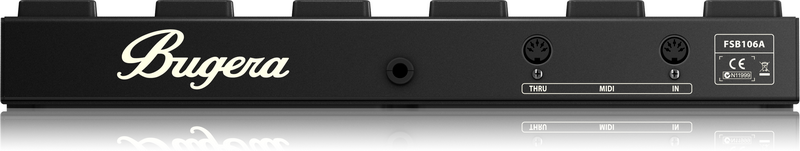 Bugera
THRU MIDI IN
FSB106A
CE
N11999